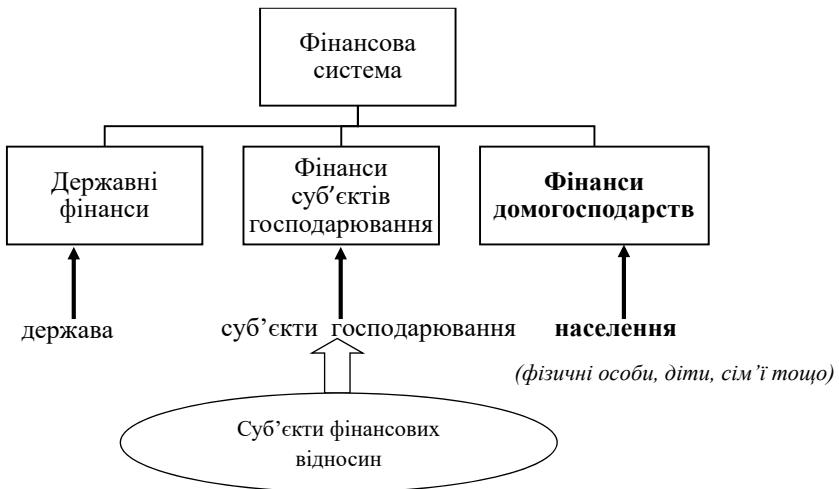 Фінансова
система
Державні
фінанси
Фінанси
суб′єктів
господарювання
Фінанси
домогосподарств
держава
суб’єкти господарювання
населення
(фізичні особи, діти, сім’ї тощо)
Суб’єкти фінансових
відносин